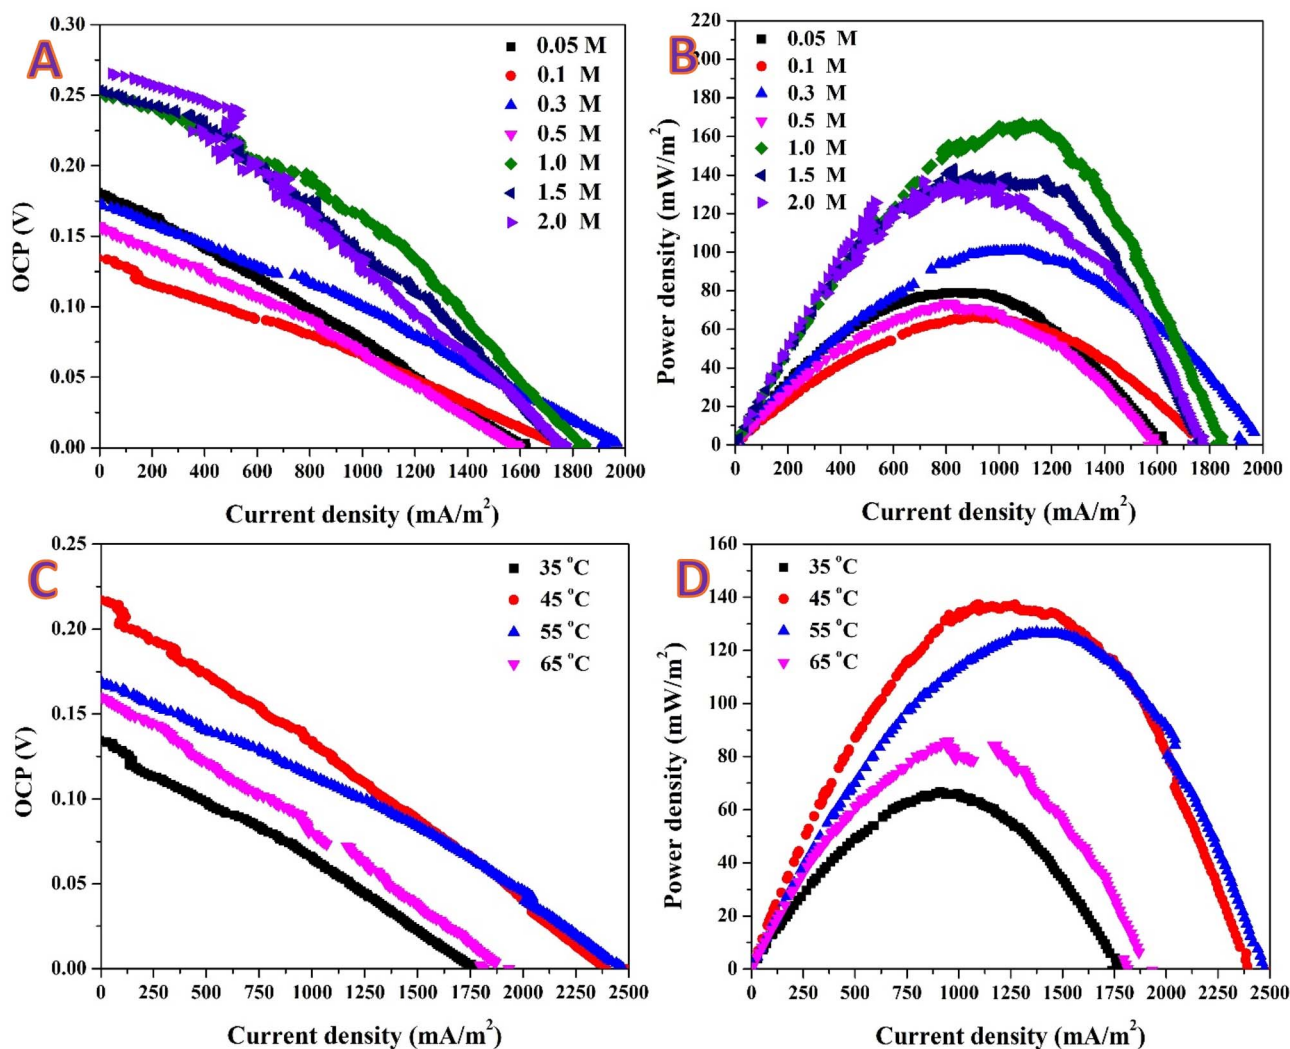 A
0.30
0.25
0.20
0.15
0.10
0.05
0.00
OCP (V)
0.05 M
0.1 M
0.3 M
0.5 M
1.0 M
1.5 M
2.0 M
0 200 400 600 800 1000 1200 1400 1600 1800 2000
Current density (mA/m²)
B
220
200
180
160
140
120
100
80
60
40
20
0
Power density (mW/m²)
0.05 M
0.1 M
0.3 M
0.5 M
1.0 M
1.5 M
2.0 M
0 200 400 600 800 1000 1200 1400 1600 1800 2000
Current density (mA/m²)
C
0.25
0.20
0.15
0.10
0.05
0.00
OCP (V)
35 °C
45 °C
55 °C
65 °C
0 250 500 750 1000 1250 1500 1750 2000 2250 2500
Current density (mA/m²)
D
160
140
120
100
80
60
40
20
0
Power density (mW/m²)
35 °C
45 °C
55 °C
65 °C
0 250 500 750 1000 1250 1500 1750 2000 2250 2500
Current density (mA/m²)